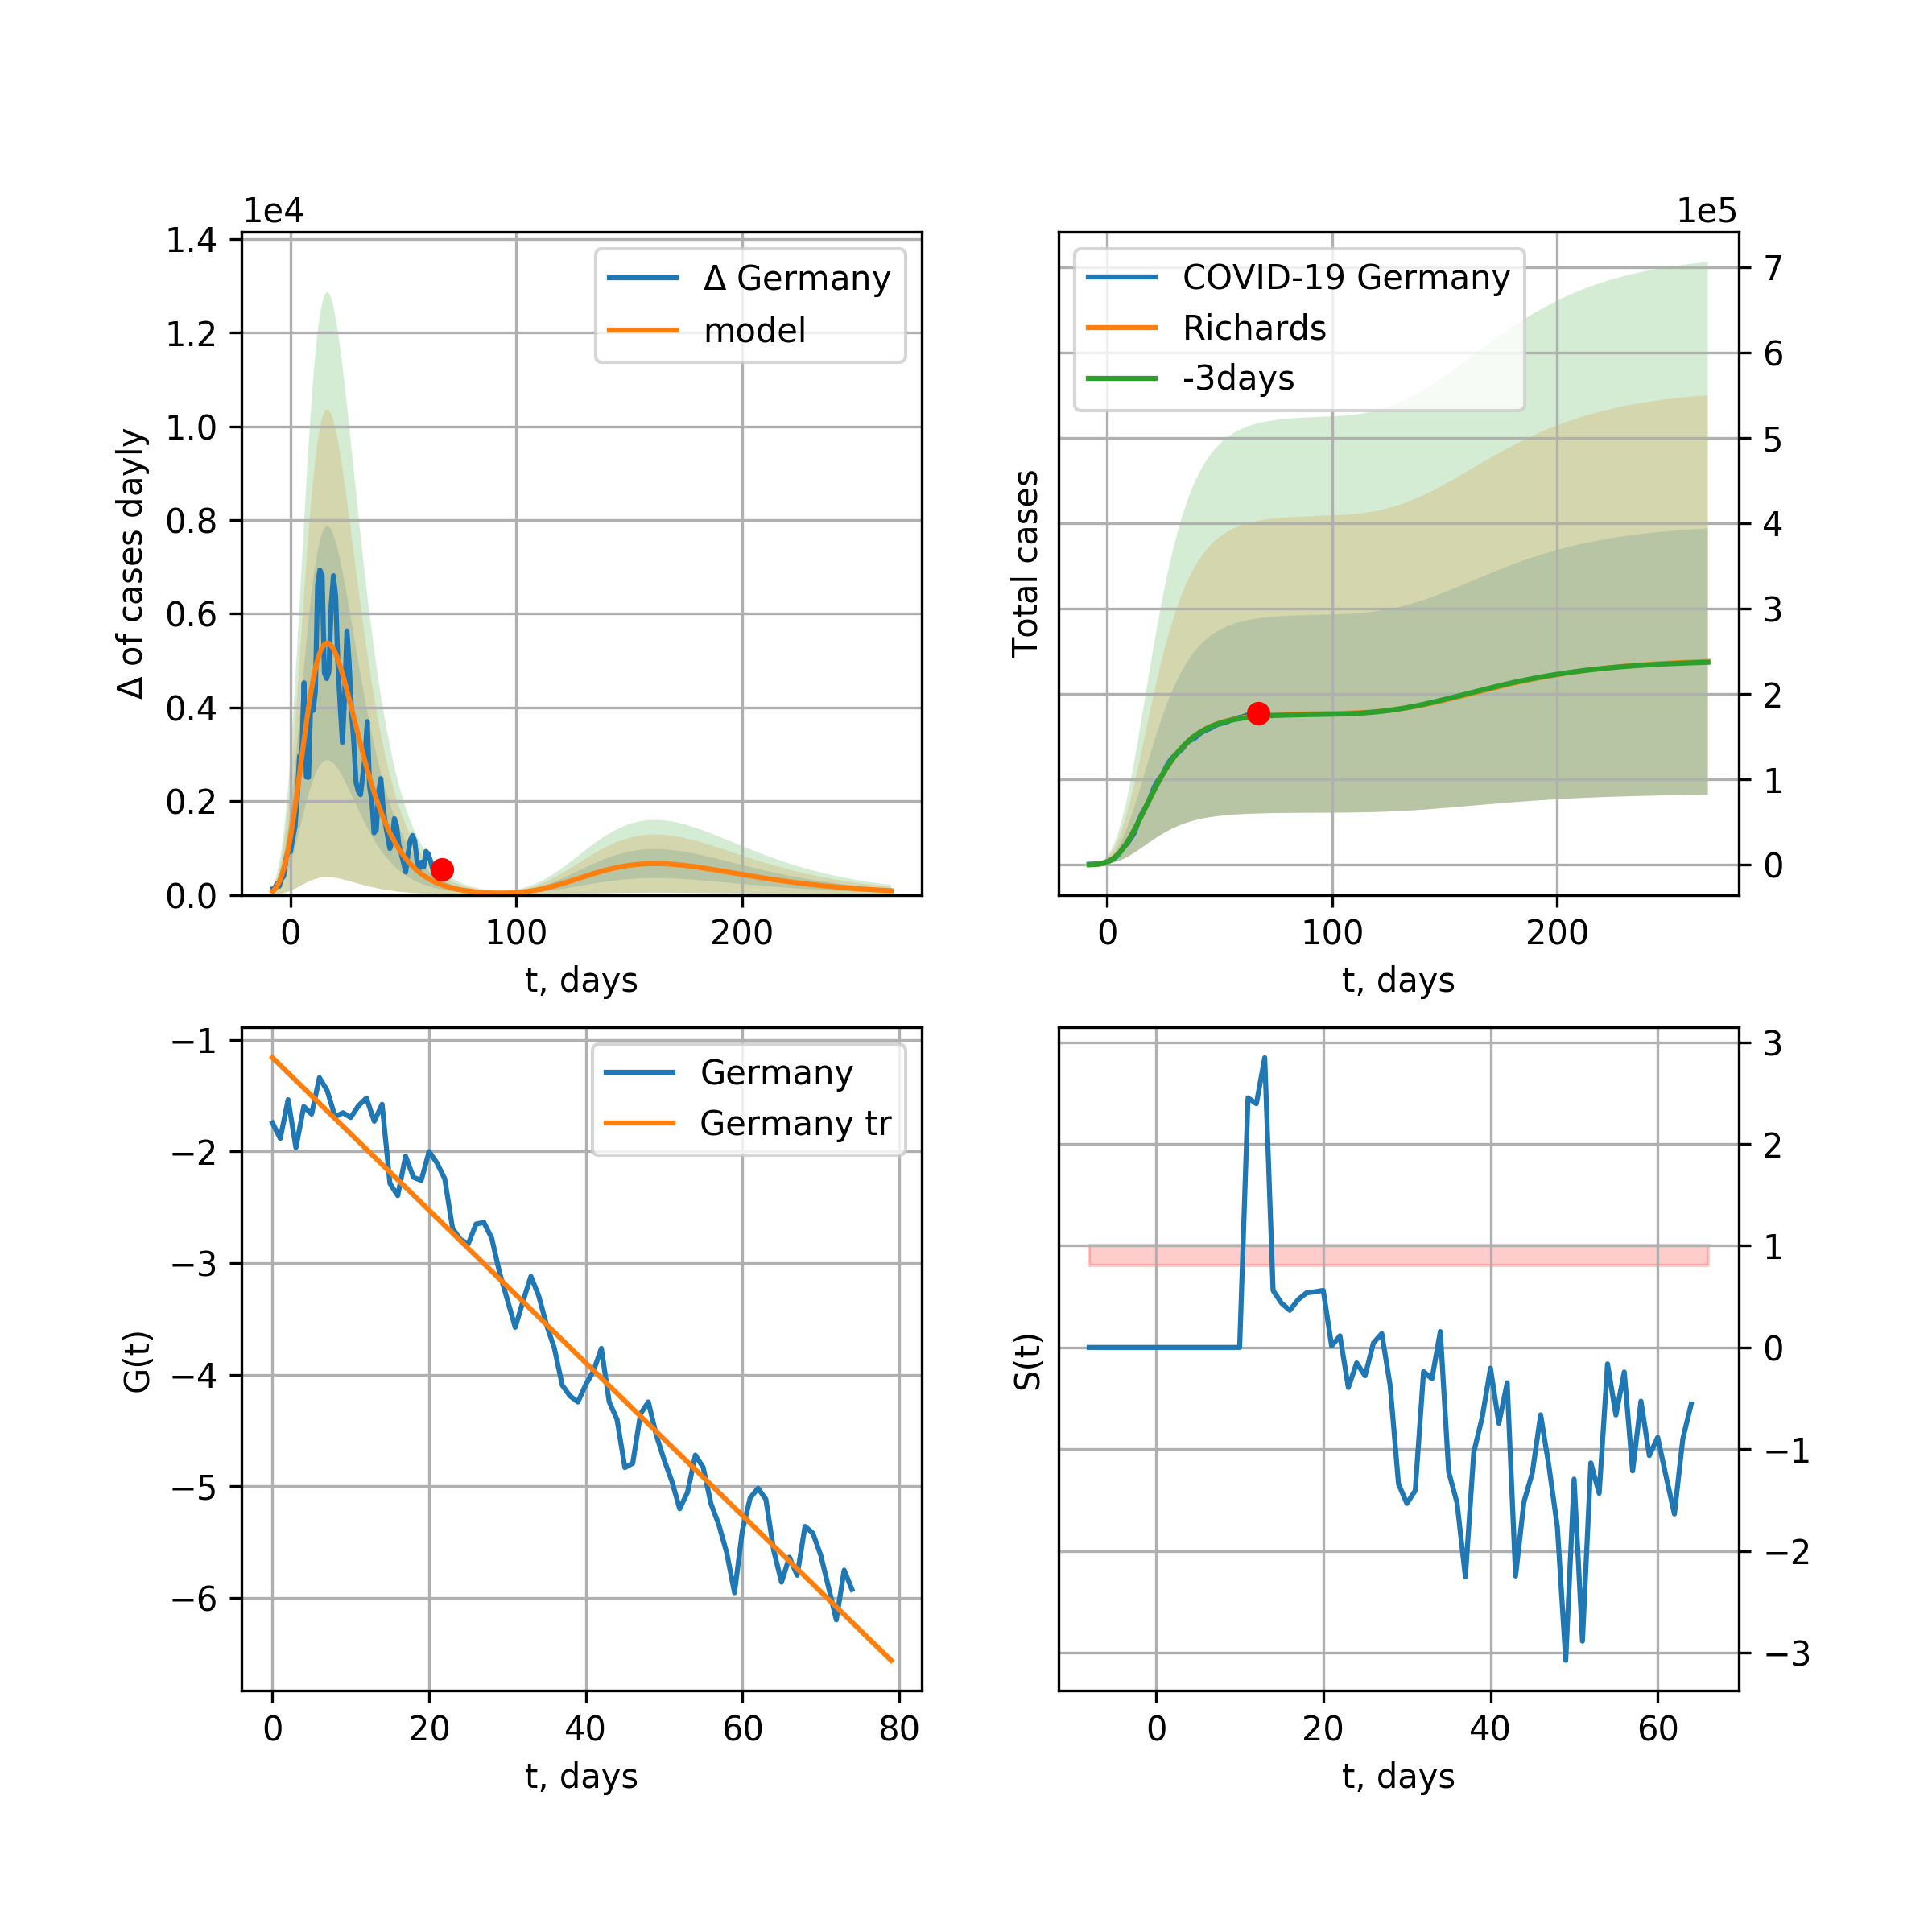 1e4
1.4
1.2
1.0
0.8
0.6
0.4
0.2
0.0
Δ of cases dayly
Δ Germany
model
0 100 200
t, days
1e5
COVID-19 Germany
Richards
-3days
Total cases
7
6
5
4
3
2
1
0
0 100 200
t, days
−1
−2
−3
−4
−5
−6
G(t)
Germany
Germany tr
0 20 40 60 80
t, days
S(t)
3
2
1
0
−1
−2
−3
0 20 40 60
t, days